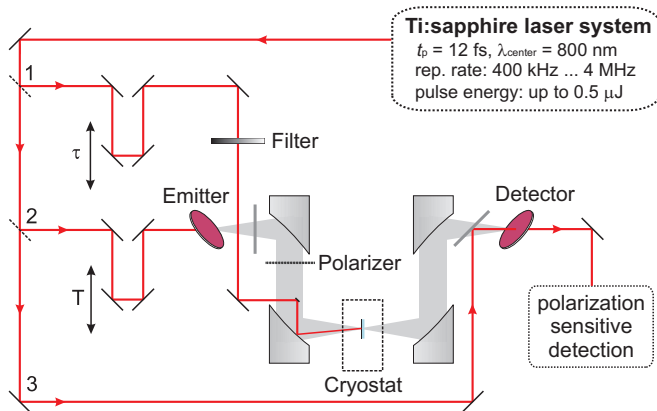 Ti:sapphire laser system
tp = 12 fs, λcenter = 800 nm
rep. rate: 400 kHz ... 4 MHz
pulse energy: up to 0.5 μJ
1
τ
Filter
Emitter
Detector
2
Polarizer
T
polarization
sensitive
detection
Cryostat
3